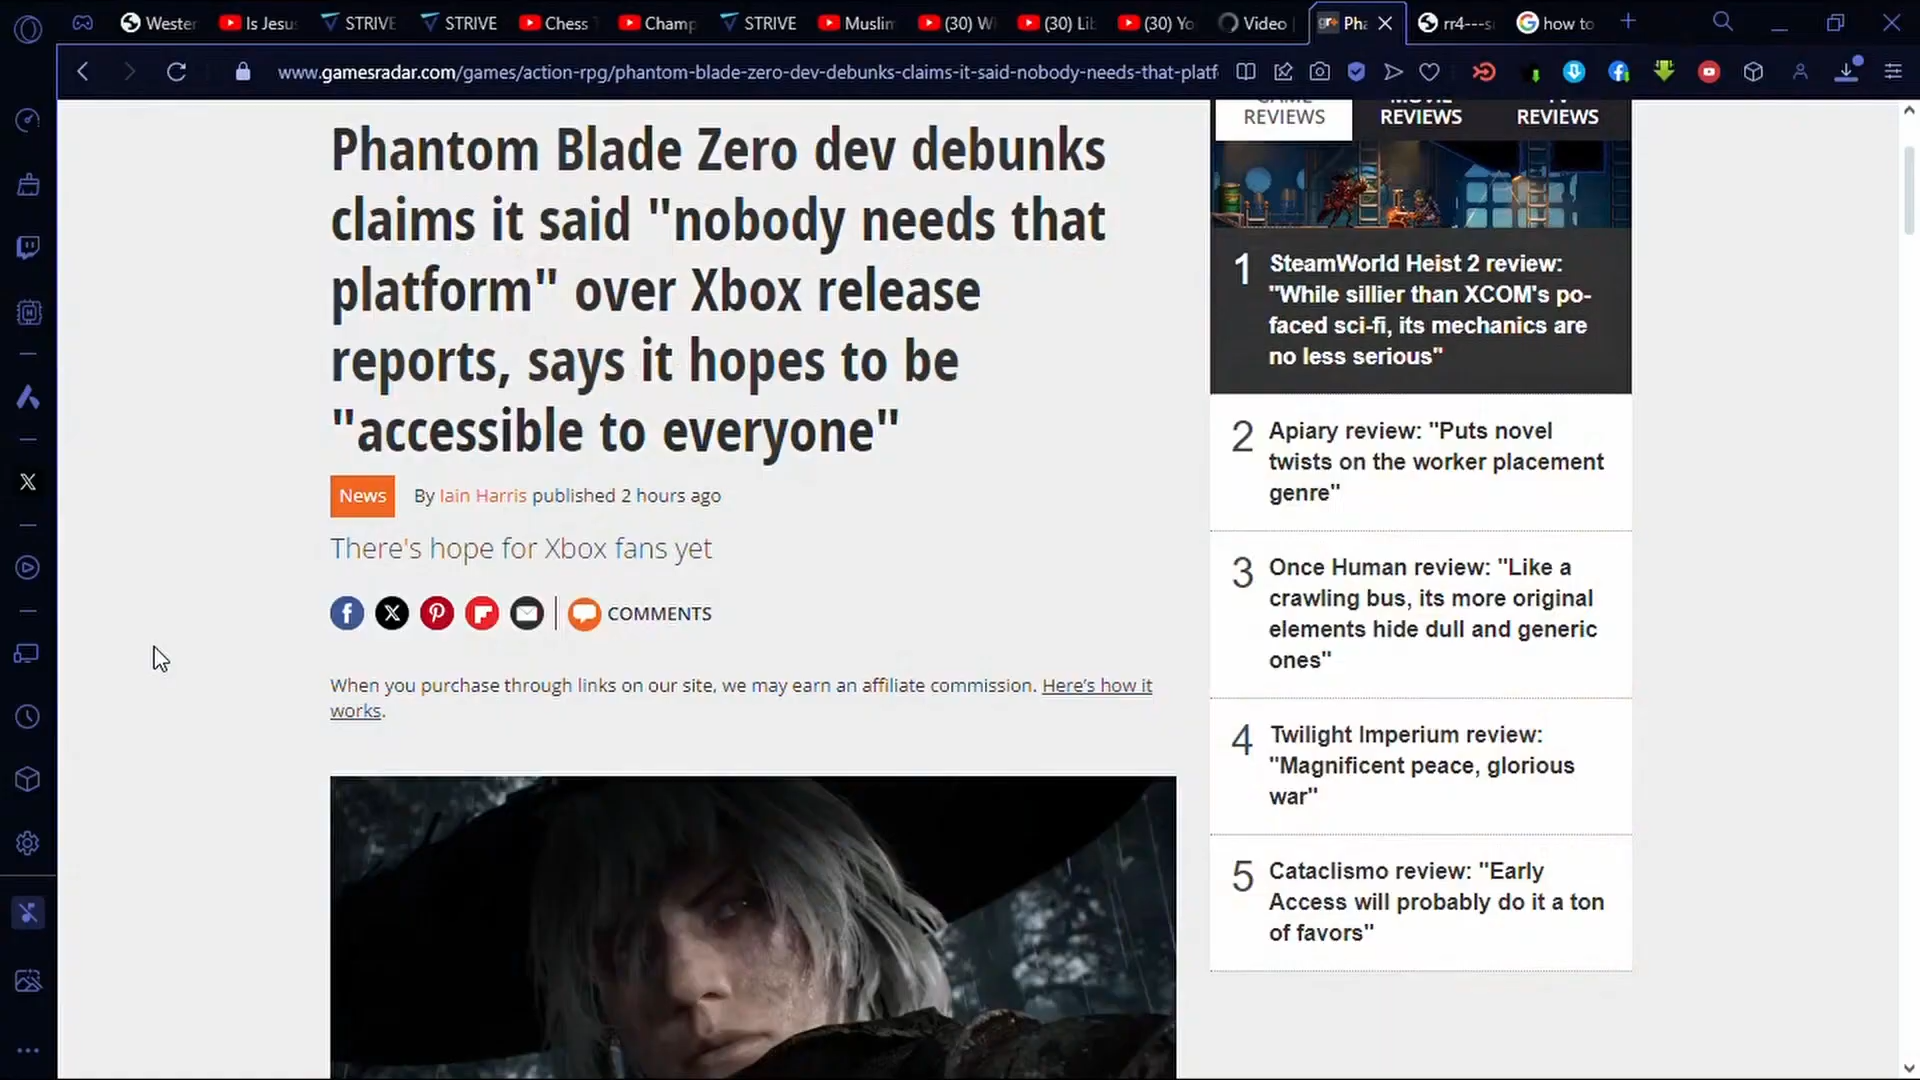 Wester
Is Jesus
STRIVE
STRIVE
Chess
Champ
STRIVE
Muslim
(30) W
(30) Lib
(30) Yo
Video
Pha
rr4---s
how to
www.gamesradar.com/games/action-rpg/phantom-blade-zero-dev-debunks-claims-it-said-nobody-needs-that-platf
Phantom Blade Zero dev debunks
claims it said "nobody needs that
platform" over Xbox release
reports, says it hopes to be
"accessible to everyone"
News By Iain Harris published 2 hours ago
There's hope for Xbox fans yet
COMMENTS
When you purchase through links on our site, we may earn an affiliate commission. Here’s how it
works.
GAME
REVIEWS
MOVIE
REVIEWS
TV
REVIEWS
1 SteamWorld Heist 2 review:
"While sillier than XCOM's po-
faced sci-fi, its mechanics are
no less serious"
2 Apiary review: "Puts novel
twists on the worker placement
genre"
3 Once Human review: "Like a
crawling bus, its more original
elements hide dull and generic
ones"
4 Twilight Imperium review:
"Magnificent peace, glorious
war"
5 Cataclismo review: "Early
Access will probably do it a ton
of favors"